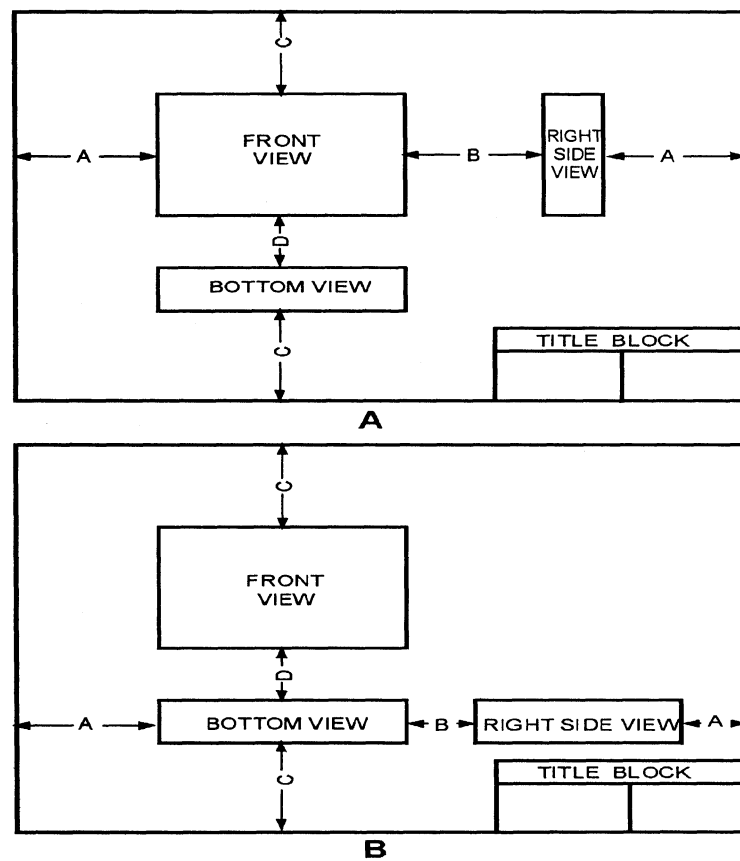 C
FRONT
VIEW
A
B
RIGHT
SIDE
VIEW
A
D
BOTTOM VIEW
C
TITLE BLOCK
A
C
FRONT
VIEW
D
A
BOTTOM VIEW
B
RIGHT SIDE VIEW
A
C
TITLE BLOCK
B